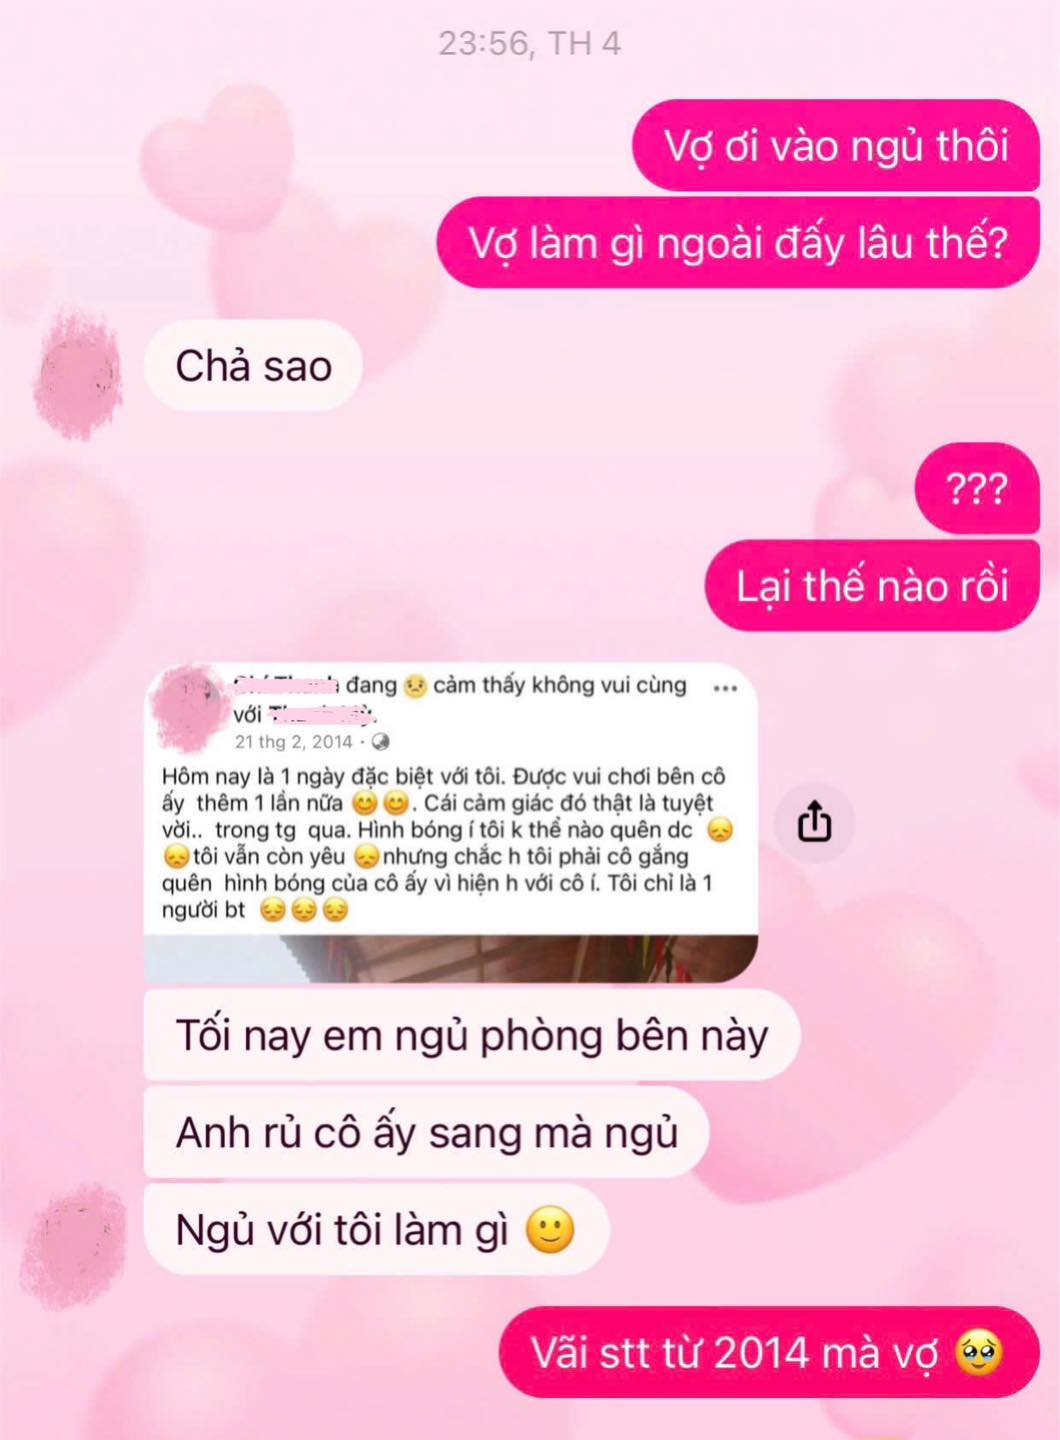 23:56, TH 4
Vợ ơi vào ngủ thôi
Vợ làm gì ngoài đấy lâu thế?
Chả sao
???
Lại thế nào rồi
đang 😟 cảm thấy không vui cùng
với
21 thg 2, 2014 ·
Hôm nay là 1 ngày đặc biệt với tôi. Được vui chơi bên cô
ấy thêm 1 lần nữa 😊 😊. Cái cảm giác đó thật là tuyệt
vời.. trong tg qua. Hình bóng í tôi k thể nào quên dc 😞
😞 tôi vẫn còn yêu 😞 nhưng chắc h tôi phải cô gắng
quên hình bóng của cô ấy vì hiện h với cô í. Tôi chỉ là 1
người bt 😔 😔 😔
Tối nay em ngủ phòng bên này
Anh rủ cô ấy sang mà ngủ
Ngủ với tôi làm gì 🙂
Vãi stt từ 2014 mà vợ 🥹